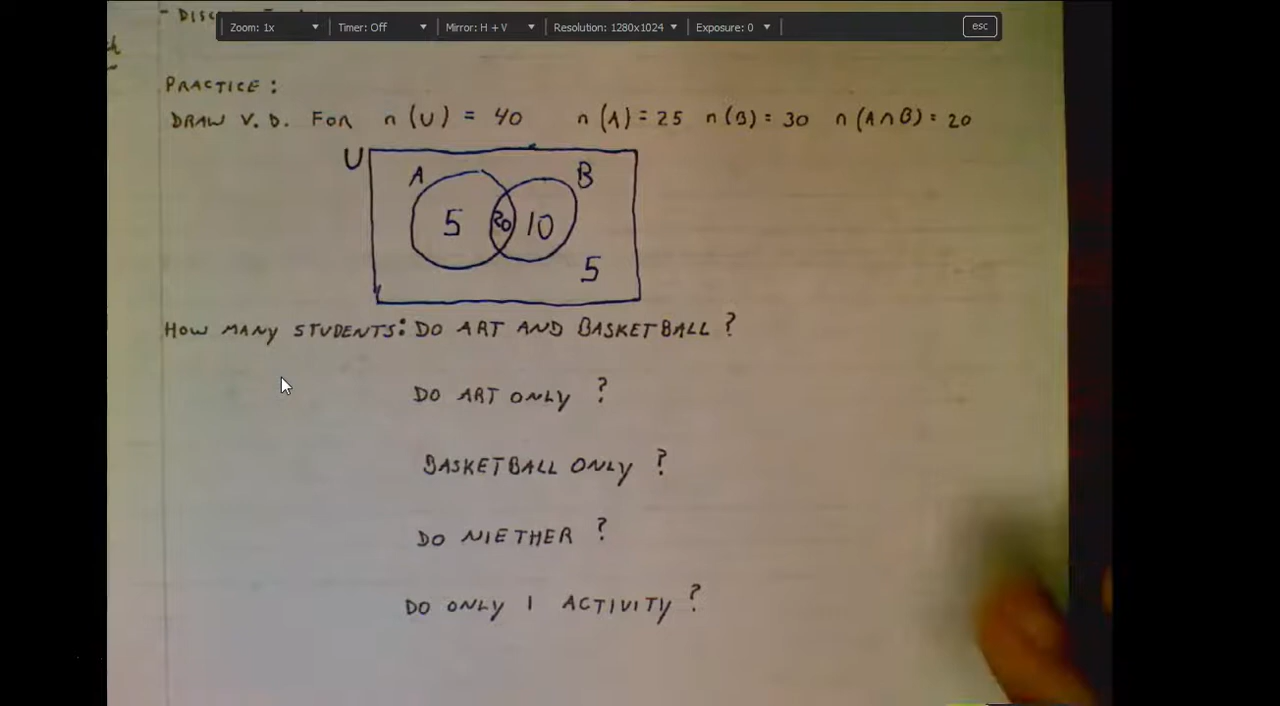 - Disc
Zoom: 1x Timer: Off Mirror: H + V Resolution: 1280x1024 Exposure: 0 esc
PRACTICE:
DRAW V. D. FOR n(U) = 40 n(A) = 25 n(B) = 30 n(A∩B) = 20
U
A B
5 20 10
5
HOW MANY STUDENTS: DO ART AND BASKETBALL?
DO ART ONLY ?
BASKETBALL ONLY ?
DO NIETHER ?
DO ONLY 1 ACTIVITY ?